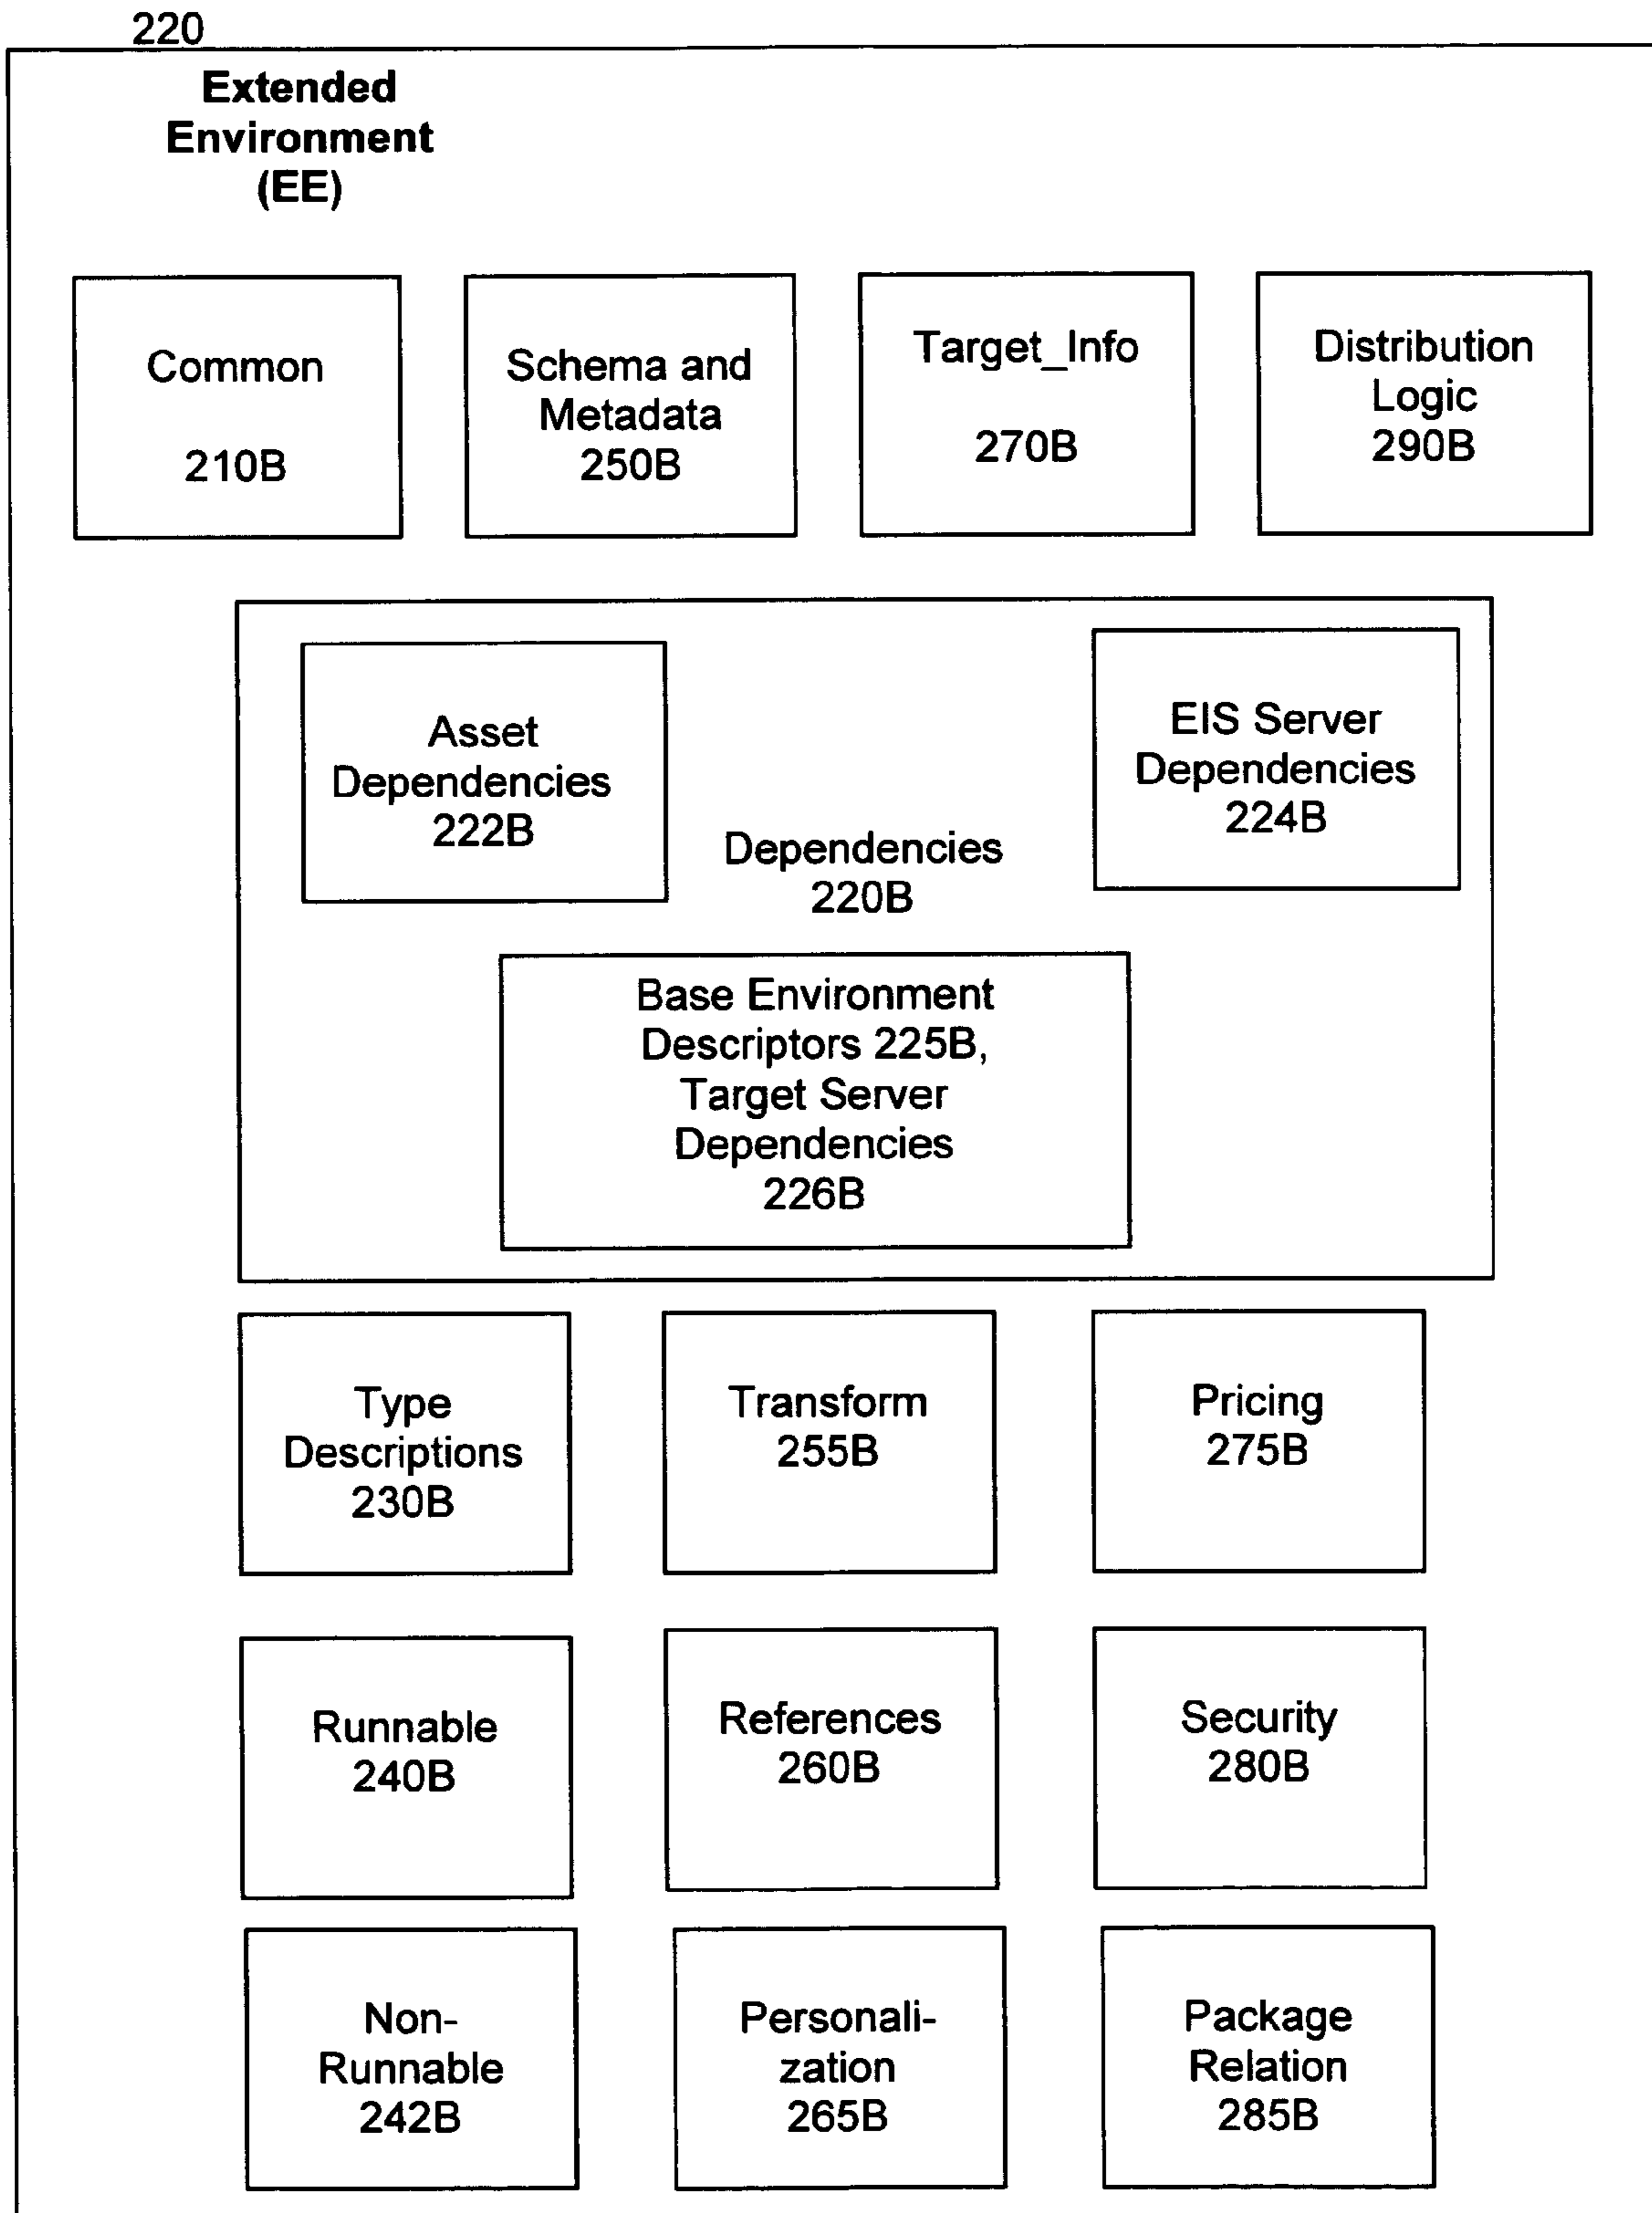 220
Extended
Environment
(EE)
Common
210B
Schema and
Metadata
250B
Target_Info
270B
Distribution
Logic
290B
Asset
Dependencies
222B
EIS Server
Dependencies
224B
Dependencies
220B
Base Environment
Descriptors 225B,
Target Server
Dependencies
226B
Type
Descriptions
230B
Transform
255B
Pricing
275B
Runnable
240B
References
260B
Security
280B
Non-
Runnable
242B
Personali-
zation
265B
Package
Relation
285B